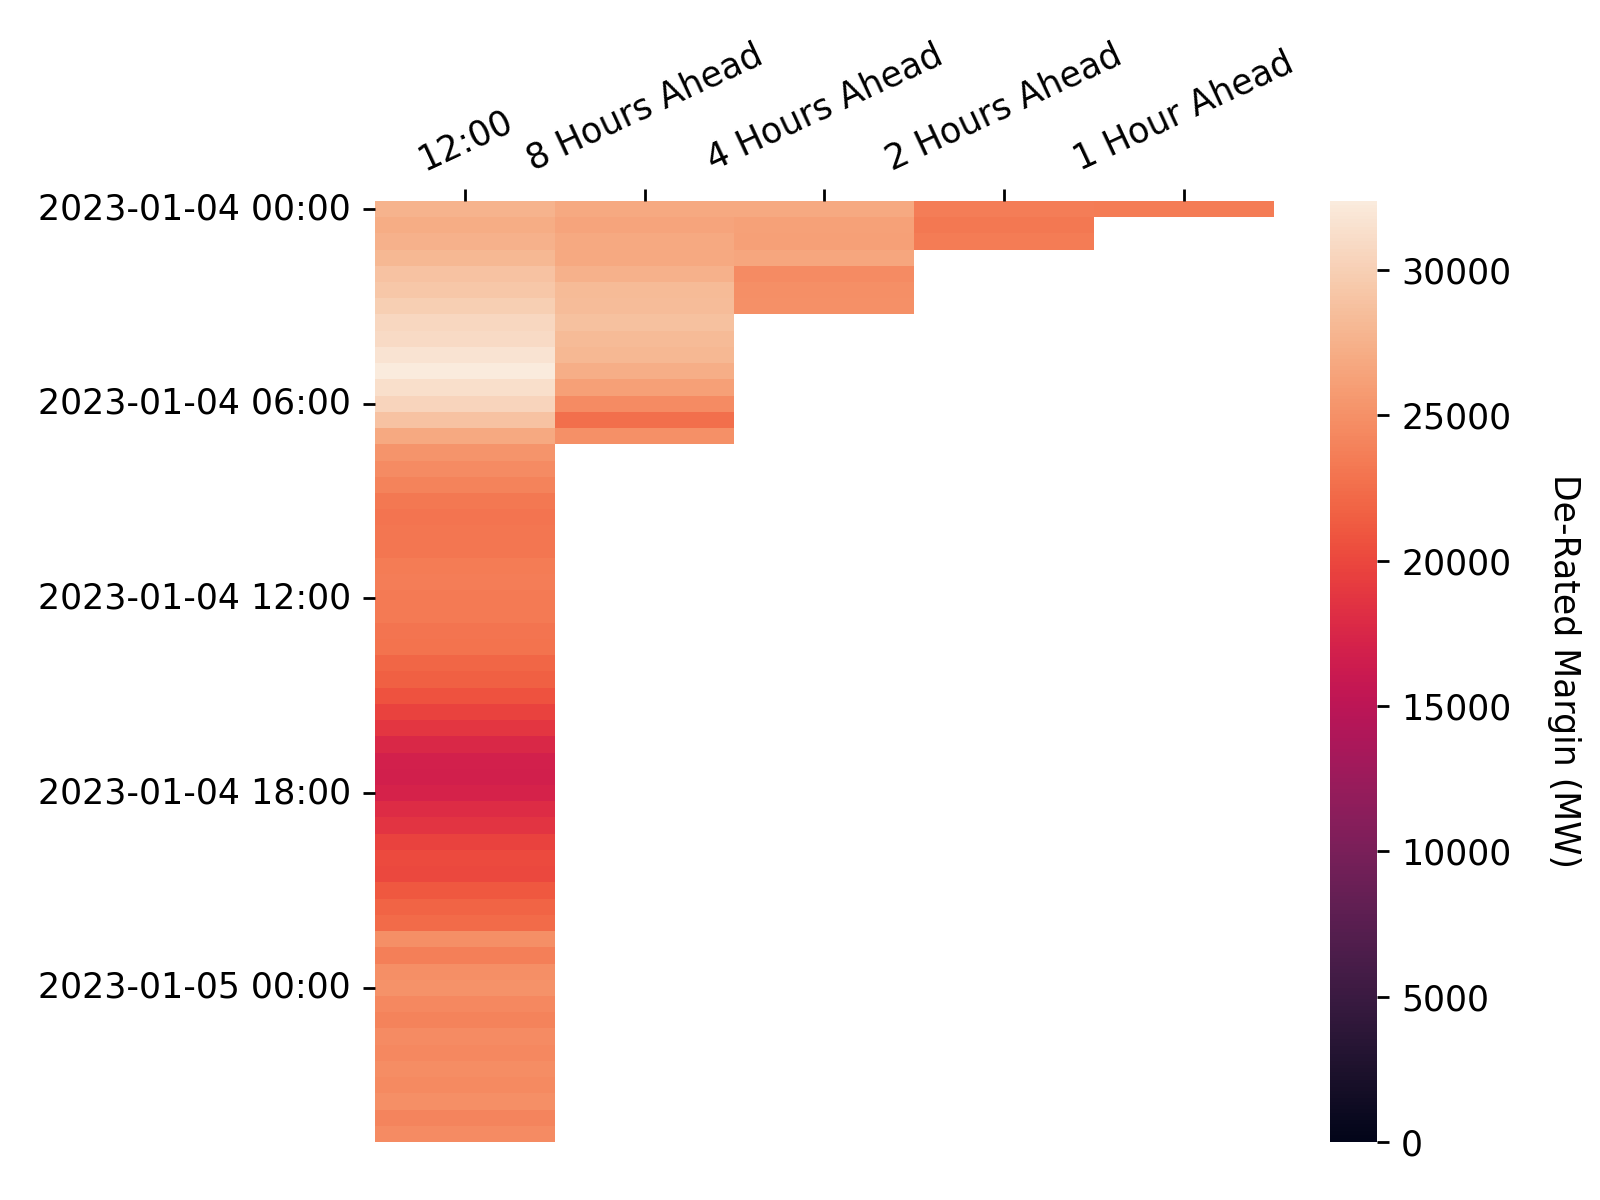 12:00
8 Hours Ahead
4 Hours Ahead
2 Hours Ahead
1 Hour Ahead
2023-01-04 00:00
2023-01-04 06:00
2023-01-04 12:00
2023-01-04 18:00
2023-01-05 00:00
30000
25000
20000
15000
10000
5000
0
De-Rated Margin (MW)